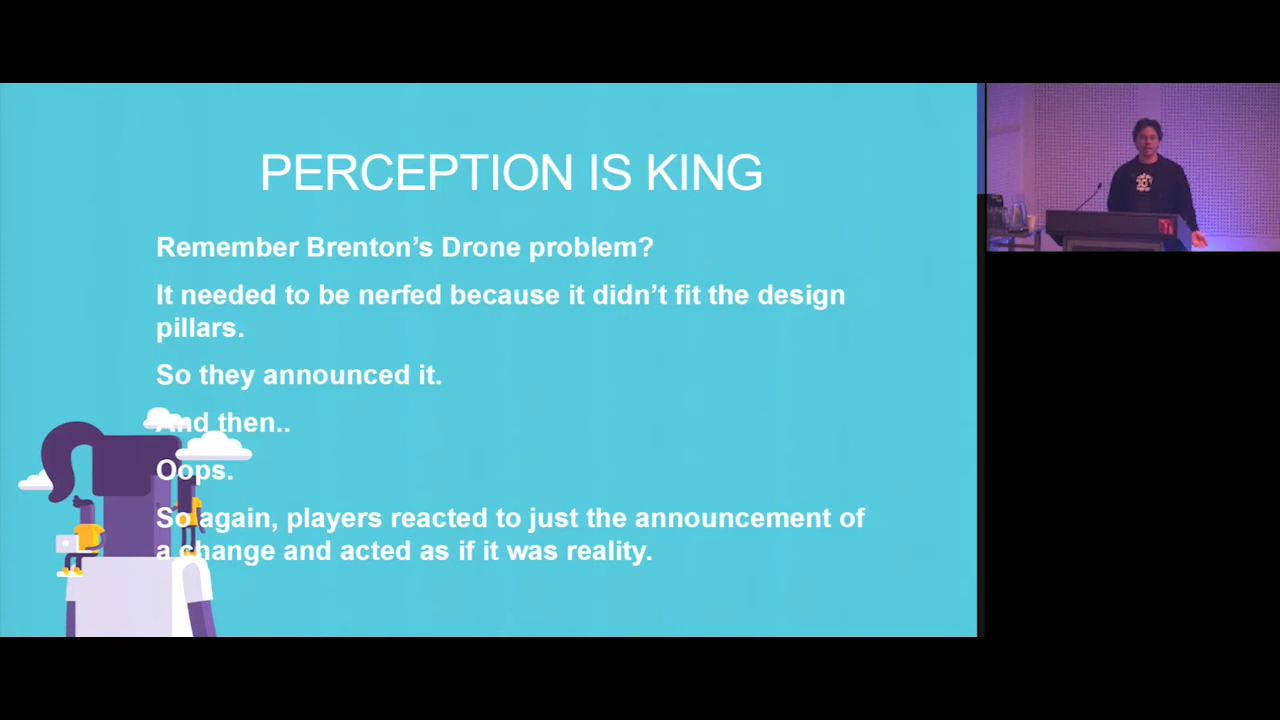 PERCEPTION IS KING
Remember Brenton’s Drone problem?
It needed to be nerfed because it didn’t fit the design
pillars.
So they announced it.
And then..
Oops.
So again, players reacted to just the announcement of
a change and acted as if it was reality.